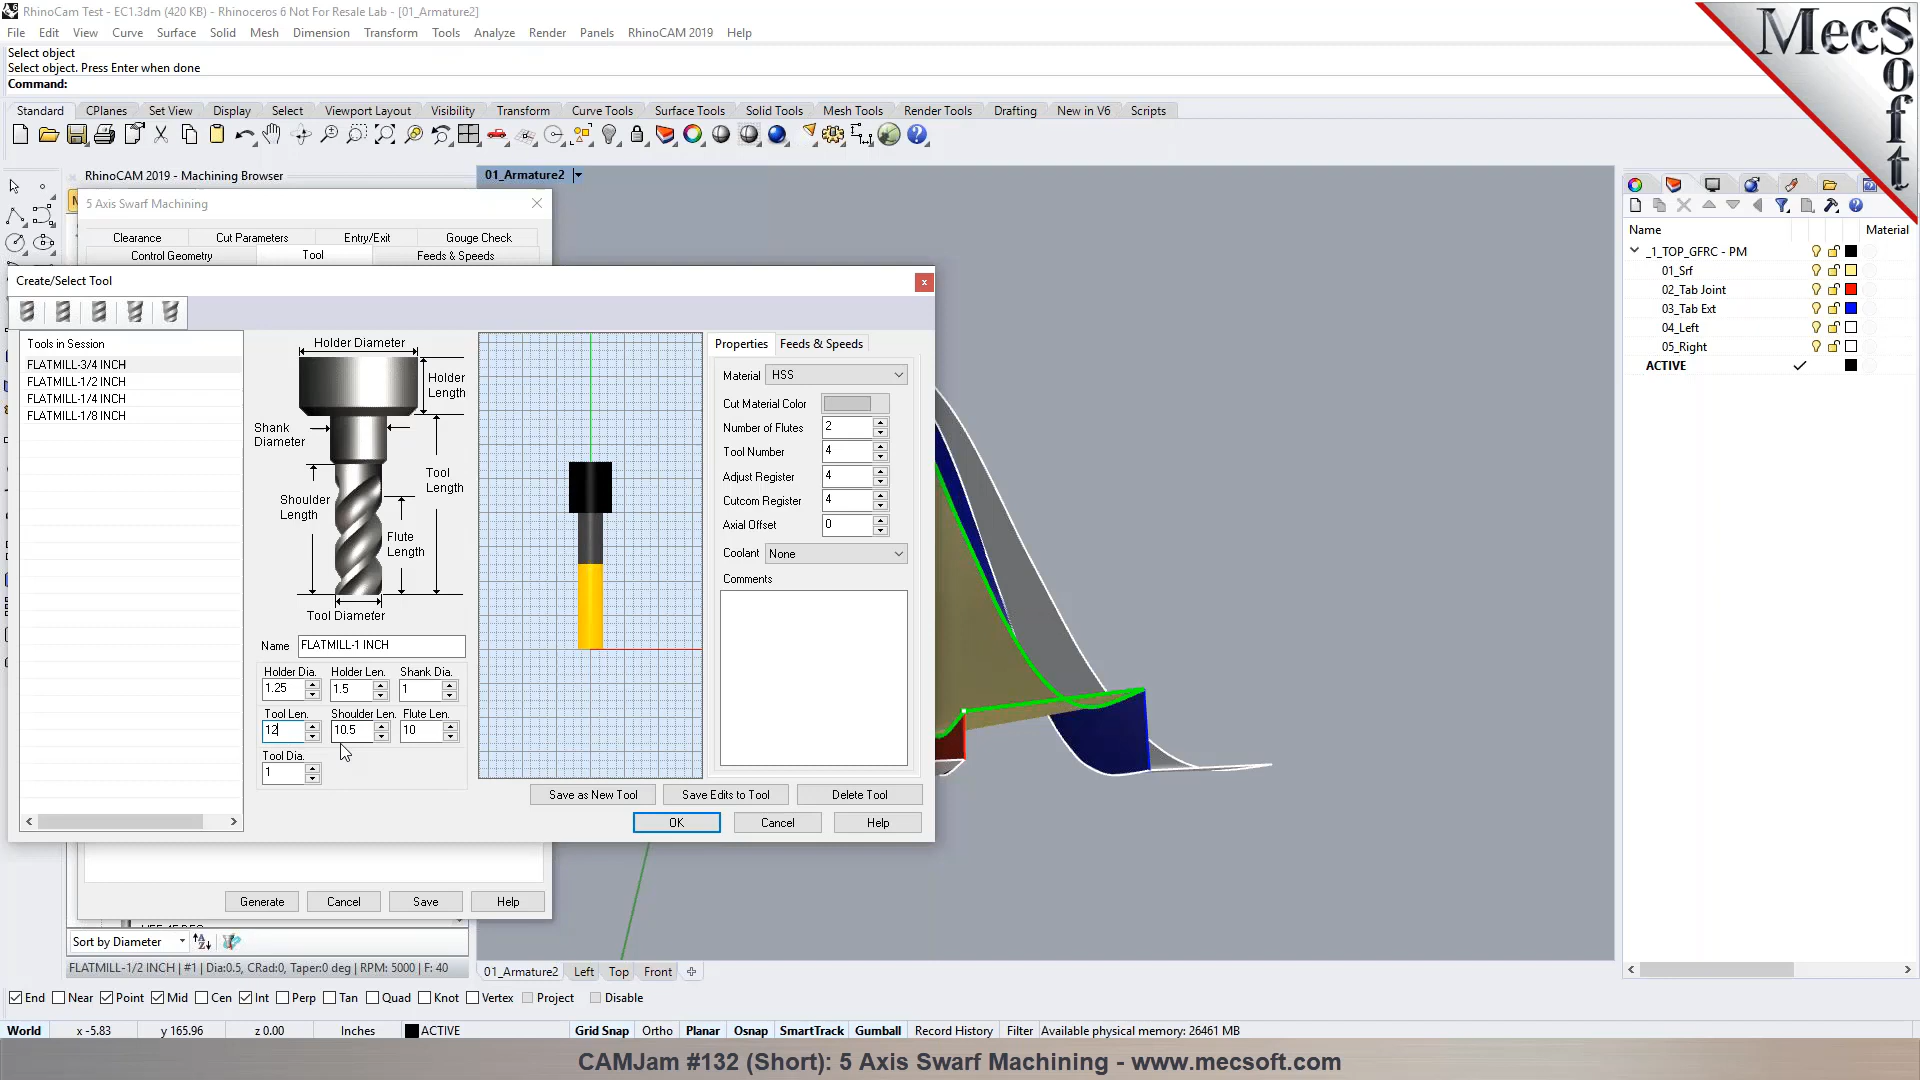 RhinoCam Test - EC1.3dm (420 KB) - Rhinoceros 6 Not For Resale Lab - [01_Armature2]
File Edit View Curve Surface Solid Mesh Dimension Transform Tools Analyze Render Panels RhinoCAM 2019 Help
Select object
Select object. Press Enter when done
Command:
Standard CPlanes Set View Display Select Viewport Layout Visibility Transform Curve Tools Surface Tools Solid Tools Mesh Tools Render Tools Drafting New in V6 Scripts
MecSoft
RhinoCAM 2019 - Machining Browser
01_Armature2
5 Axis Swarf Machining
Clearance Cut Parameters Entry/Exit Gouge Check
Control Geometry Tool Feeds & Speeds
Create/Select Tool
Tools in Session
FLATMILL-3/4 INCH
FLATMILL-1/2 INCH
FLATMILL-1/4 INCH
FLATMILL-1/8 INCH
Holder Diameter
Holder Length
Shank Diameter
Tool Length
Shoulder Length
Flute Length
Tool Diameter
Name FLATMILL-1 INCH
Holder Dia. Holder Len. Shank Dia.
1.25 1.5 1
Tool Len. Shoulder Len. Flute Len.
12 10.5 10
Tool Dia.
1
Properties Feeds & Speeds
Material HSS
Cut Material Color
Number of Flutes 2
Tool Number 4
Adjust Register 4
Cutcom Register 4
Axial Offset 0
Coolant None
Comments
Save as New Tool Save Edits to Tool Delete Tool
OK Cancel Help
Generate Cancel Save Help
Sort by Diameter
FLATMILL-1/2 INCH | #1 | Dia:0.5, CRad:0, Taper:0 deg | RPM: 5000 | F: 40
Name Material
_1_TOP_GFRC - PM
01_Srf
02_Tab Joint
03_Tab Ext
04_Left
05_Right
ACTIVE
01_Armature2 Left Top Front
End Near Point Mid Cen Int Perp Tan Quad Knot Vertex Project Disable
World x -5.83 y 165.96 z 0.00 Inches ACTIVE Grid Snap Ortho Planar Osnap SmartTrack Gumball Record History Filter Available physical memory: 26461 MB
CAMJam #132 (Short): 5 Axis Swarf Machining - www.mecsoft.com